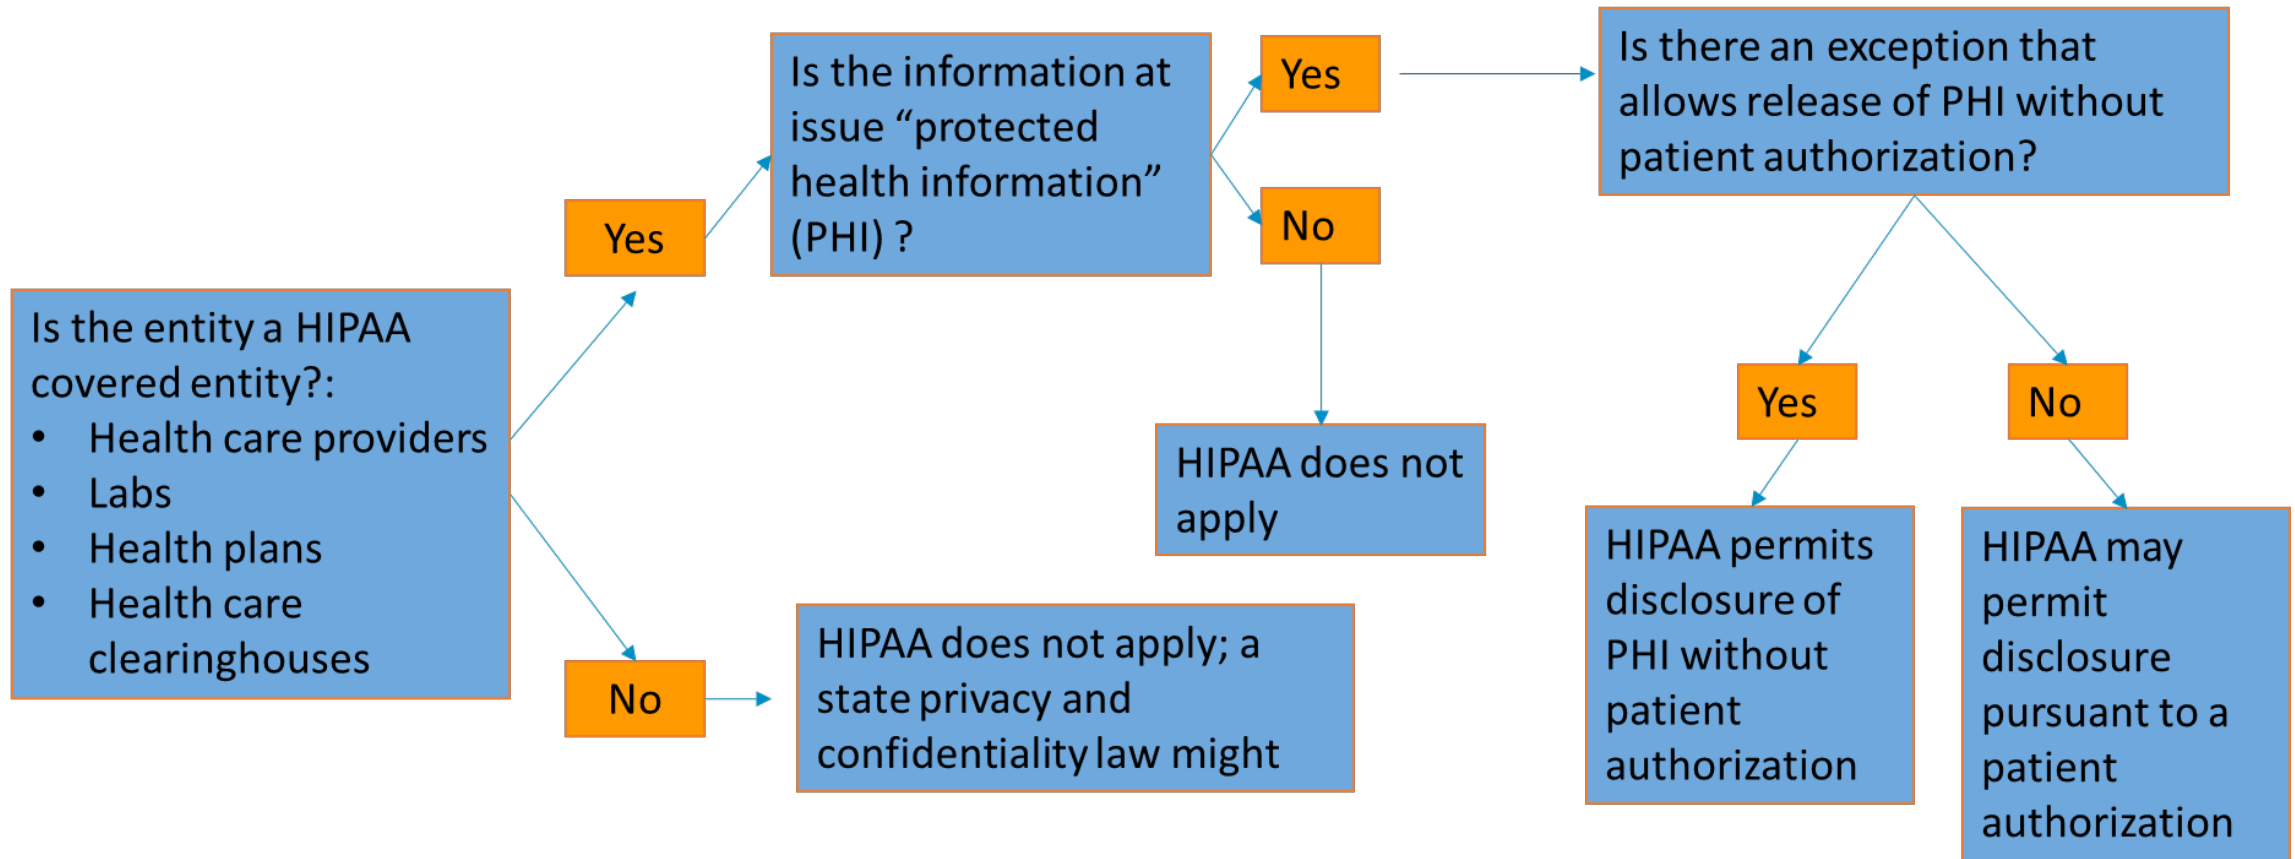 Is the entity a HIPAA
covered entity?:
• Health care providers
• Labs
• Health plans
• Health care
clearinghouses
Yes
No
HIPAA does not apply; a
state privacy and
confidentiality law might
Is the information at
issue “protected
health information”
(PHI) ?
Yes
No
HIPAA does not
apply
Is there an exception that
allows release of PHI without
patient authorization?
Yes
No
HIPAA permits
disclosure of
PHI without
patient
authorization
HIPAA may
permit
disclosure
pursuant to a
patient
authorization